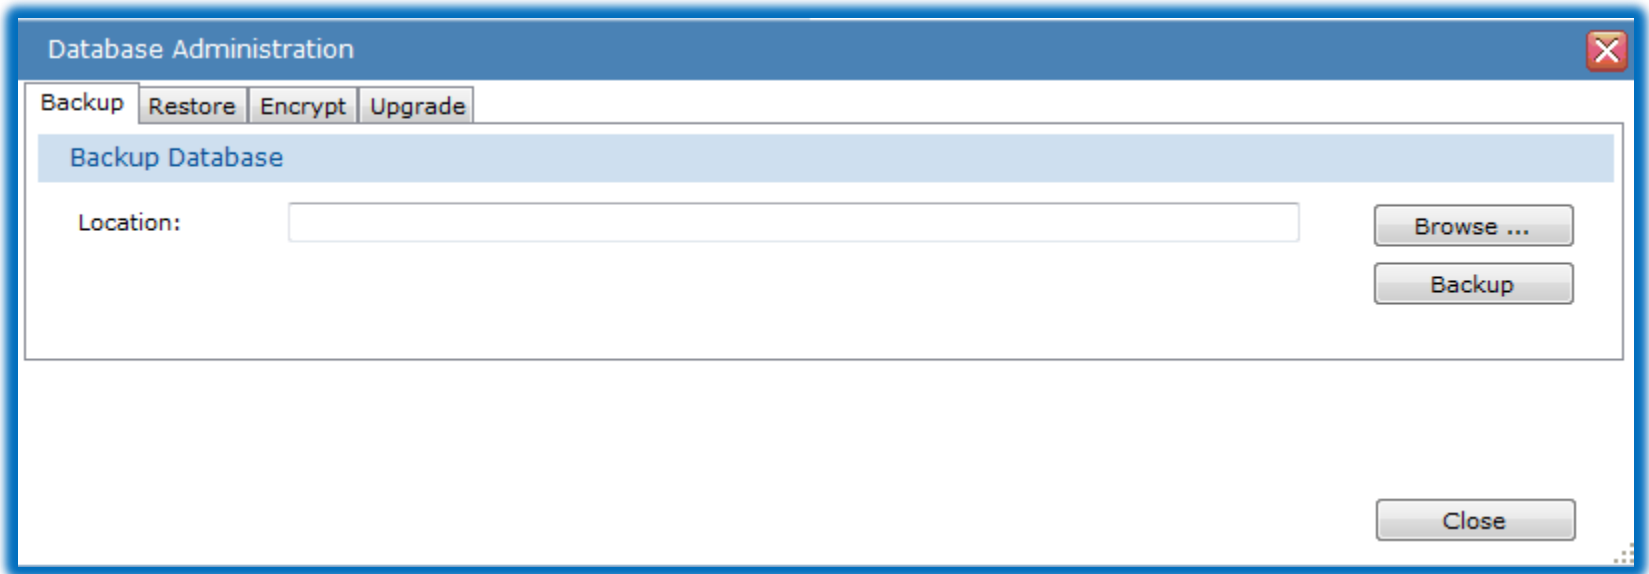 Database Administration
Backup Restore Encrypt Upgrade
Backup Database
Location:
Browse ...
Backup
Close